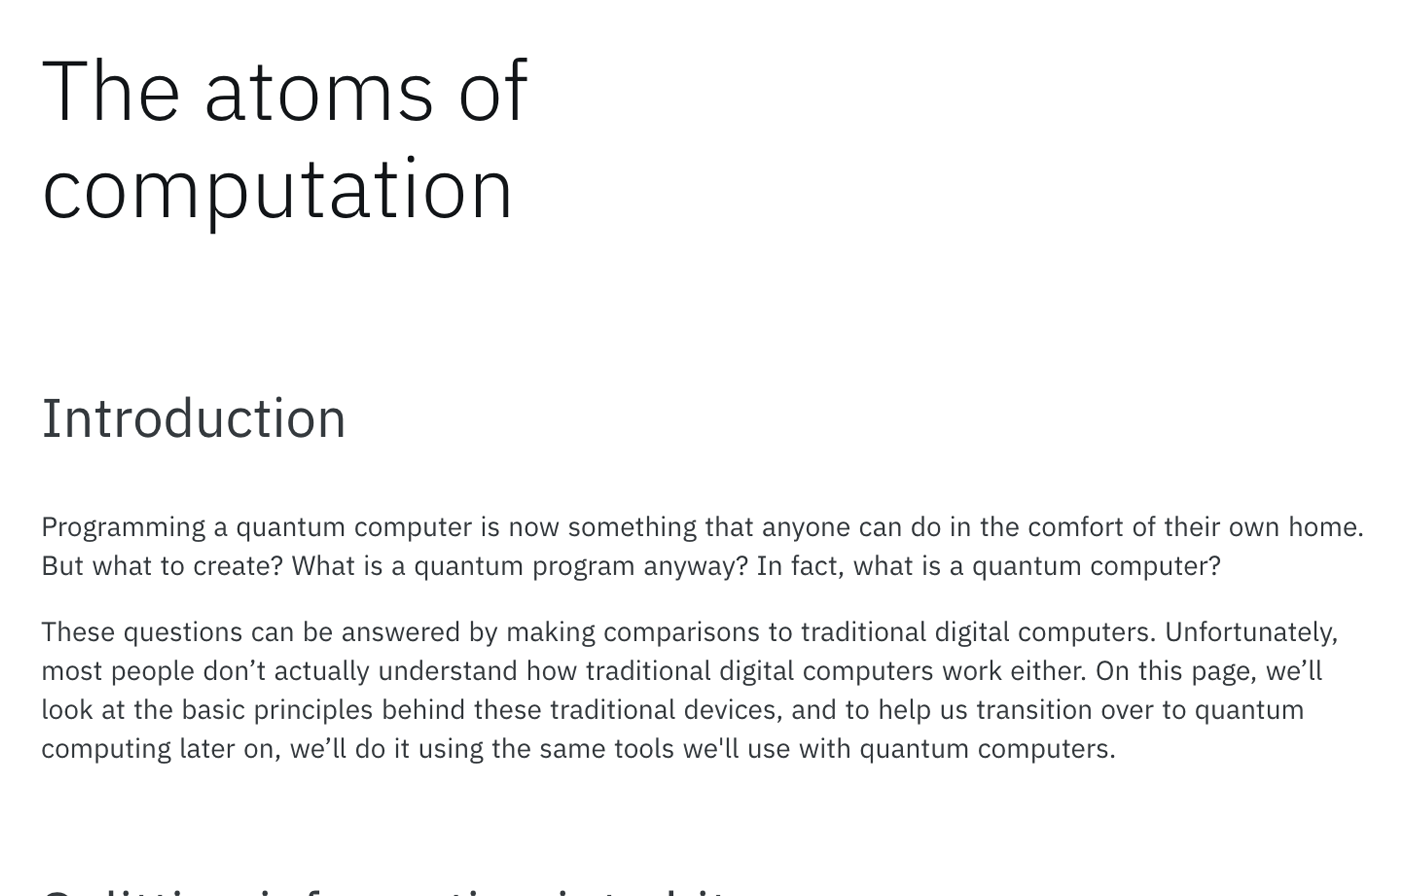 The atoms of
computation
Introduction
Programming a quantum computer is now something that anyone can do in the comfort of their own home.
But what to create? What is a quantum program anyway? In fact, what is a quantum computer?
These questions can be answered by making comparisons to traditional digital computers. Unfortunately,
most people don’t actually understand how traditional digital computers work either. On this page, we’ll
look at the basic principles behind these traditional devices, and to help us transition over to quantum
computing later on, we’ll do it using the same tools we'll use with quantum computers.